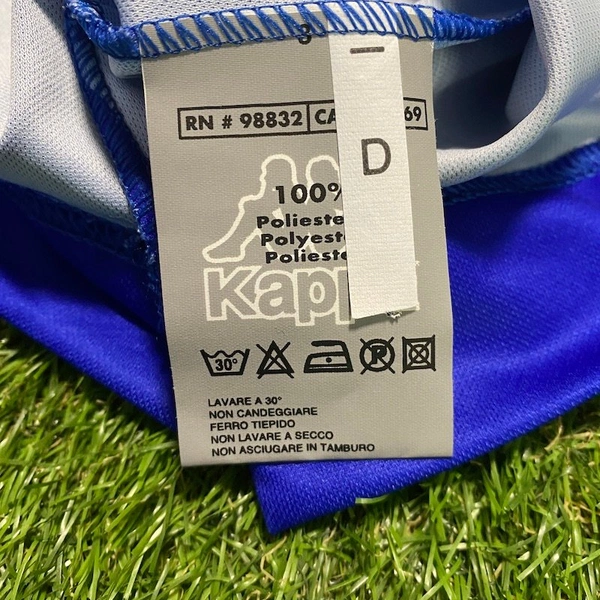 3
RN # 98832 CA 69
D
100%
Polieste
Polyest
Polieste
Kapp
30°
LAVARE A 30°
NON CANDEGGIARE
FERRO TIEPIDO
NON LAVARE A SECCO
NON ASCIUGARE IN TAMBURO